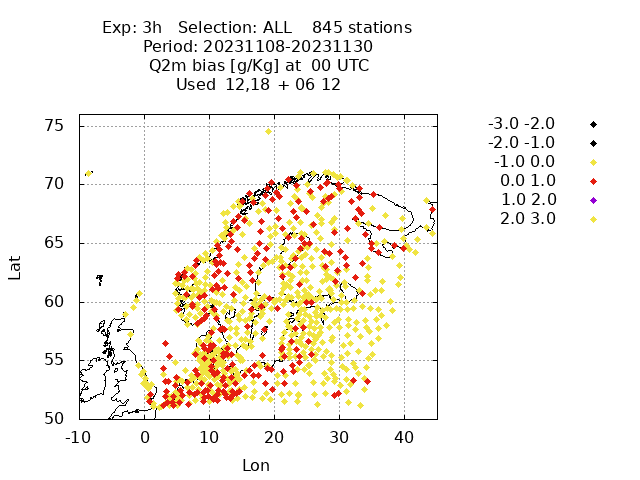 Exp: 3h   Selection: ALL    845 stations
Period: 20231108-20231130
Q2m bias [g/Kg] at  00 UTC
Used  12,18 + 06 12
-3.0 -2.0
-2.0 -1.0
-1.0 0.0
0.0 1.0
1.0 2.0
2.0 3.0
75
70
65
60
55
50
Lat
-10 0 10 20 30 40
Lon